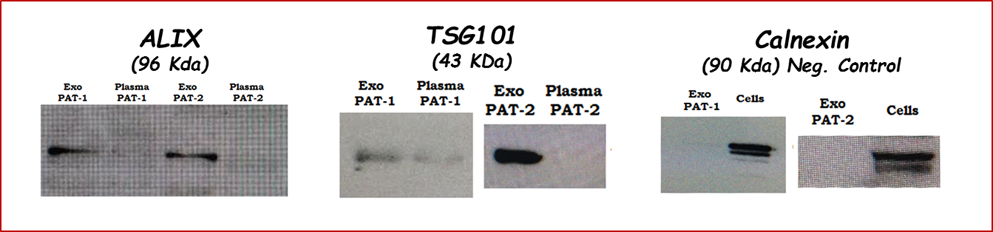 ALIX
(96 Kda)
Exo PAT-1
Plasma PAT-1
Exo PAT-2
Plasma PAT-2
TSG101
(43 KDa)
Exo PAT-1
Plasma PAT-1
Exo PAT-2
Plasma PAT-2
Calnexin
(90 Kda) Neg. Control
Exo PAT-1
Cells
Exo PAT-2
Cells